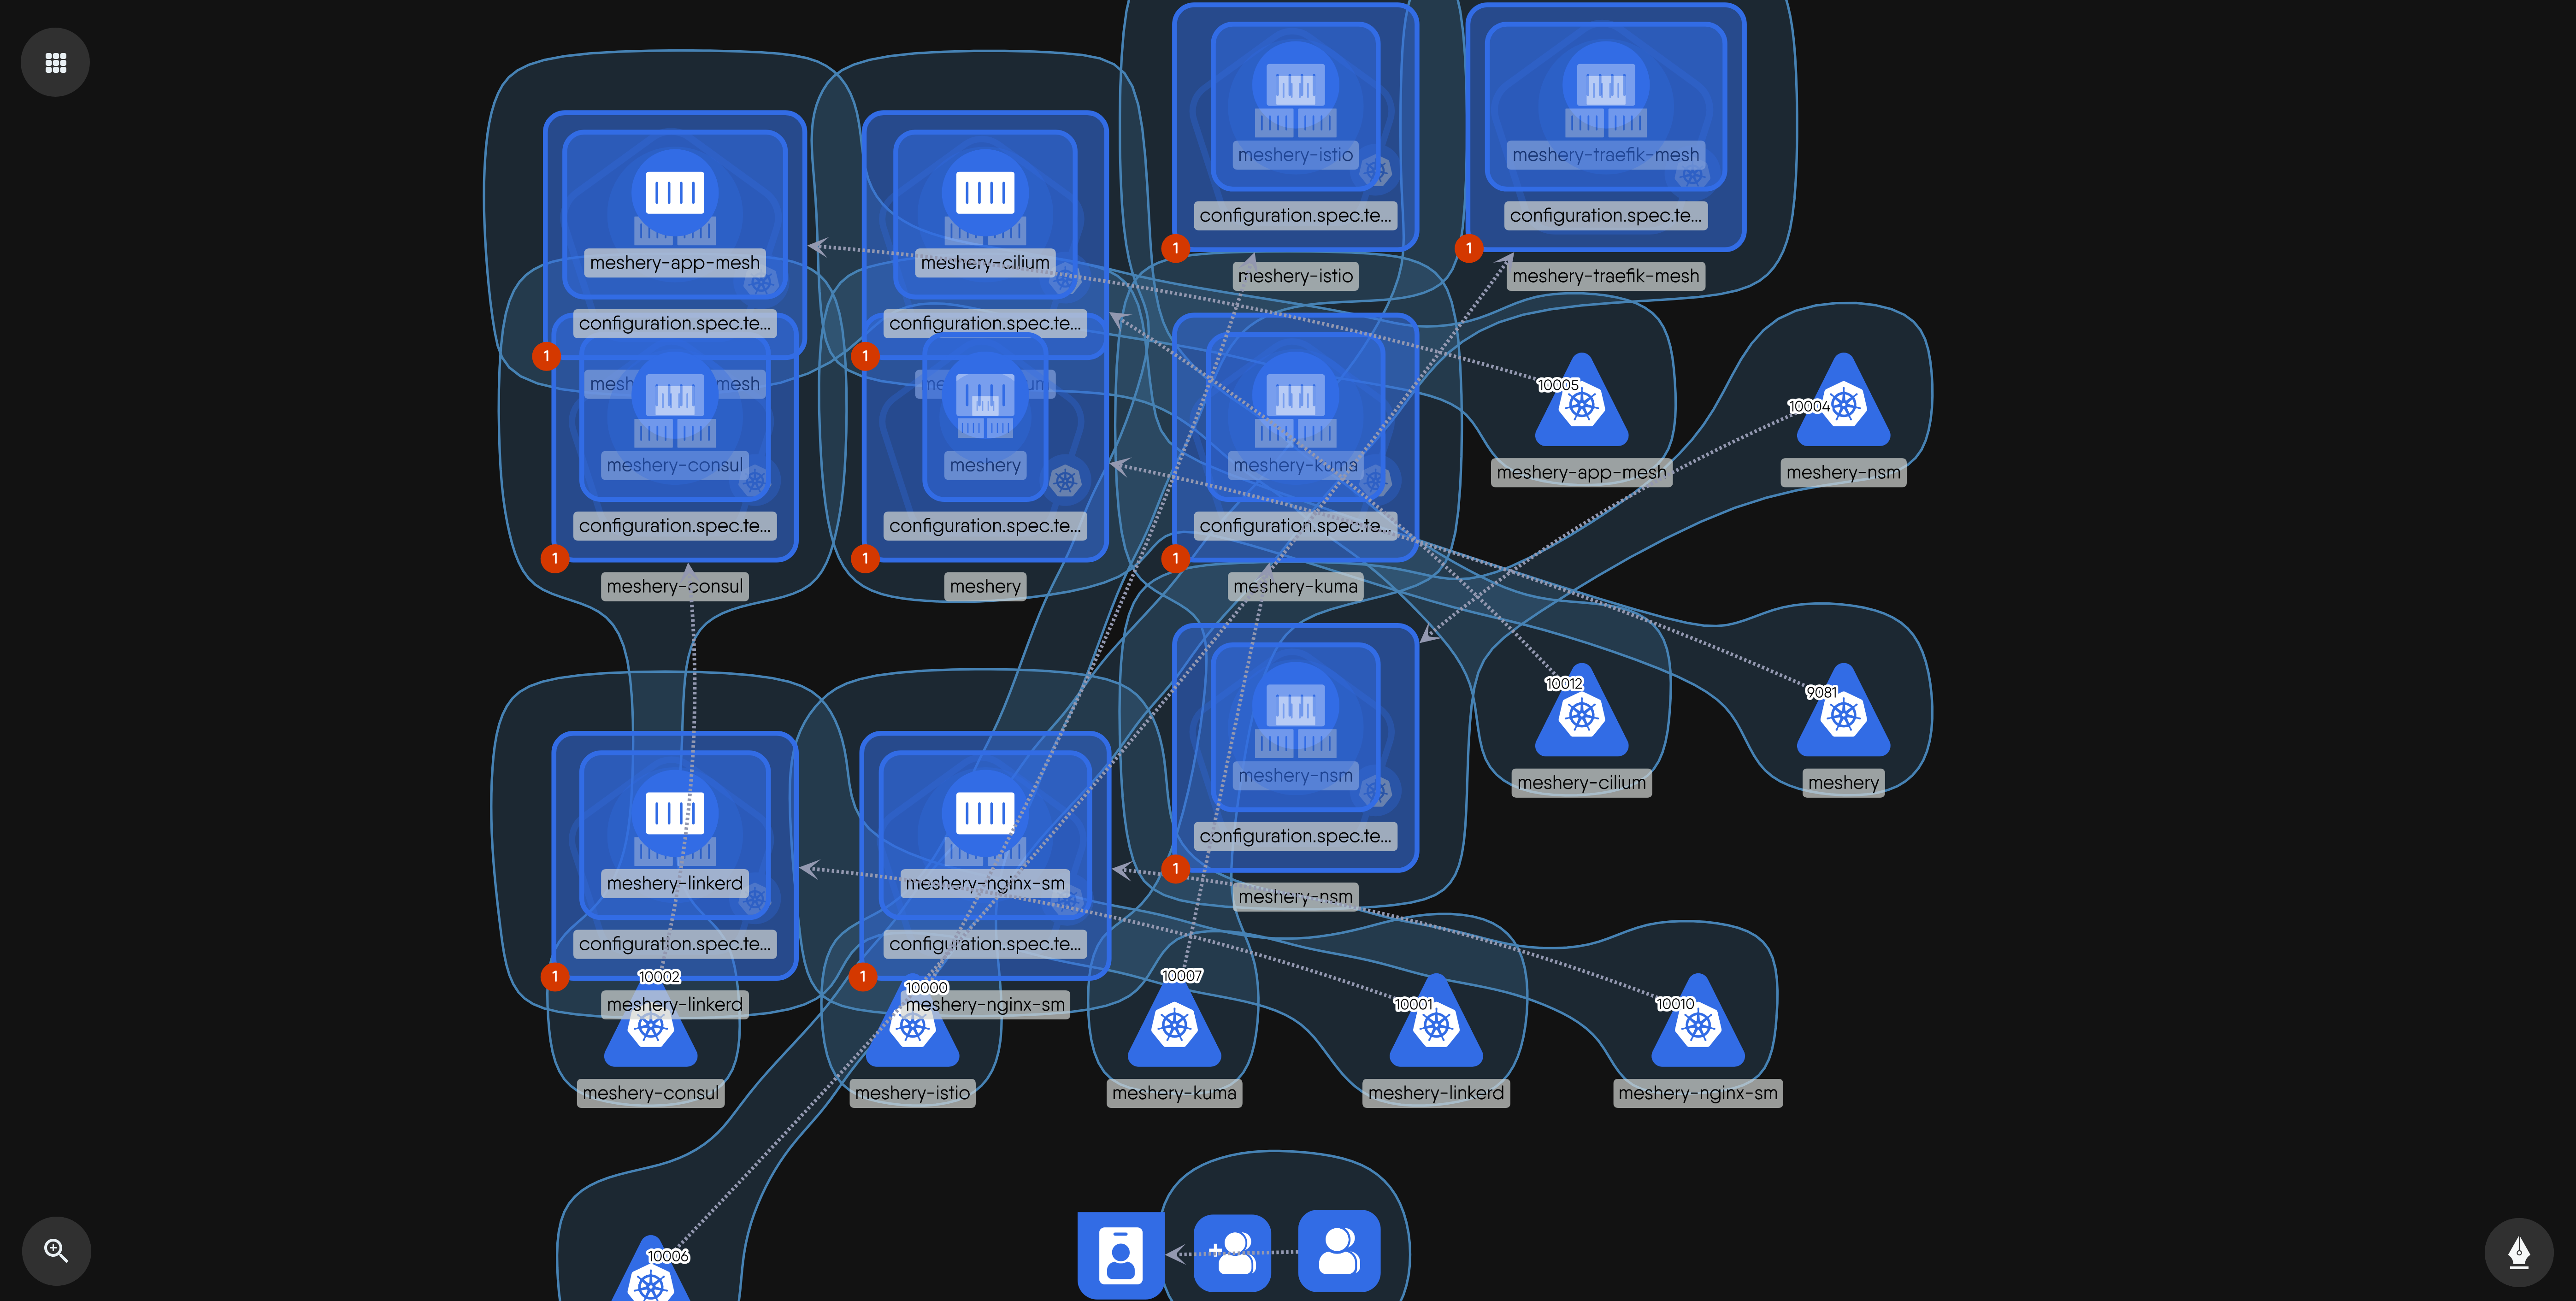 meshery-istio
meshery-traefik-mesh
configuration.spec.te...
configuration.spec.te...
1
1
meshery-istio
meshery-traefik-mesh
meshery-app-mesh
meshery-cilium
configuration.spec.te...
configuration.spec.te...
1
1
10005
10004
meshery-consul
meshery
meshery-kuma
meshery-app-mesh
meshery-nsm
configuration.spec.te...
configuration.spec.te...
configuration.spec.te...
1
1
1
meshery-consul
meshery
meshery-kuma
10012
9081
meshery-nsm
meshery-cilium
meshery
configuration.spec.te...
1
meshery-nsm
meshery-linkerd
meshery-nginx-sm
configuration.spec.te...
configuration.spec.te...
1
1
10002
10000
10007
10001
10010
meshery-linkerd
meshery-nginx-sm
meshery-consul
meshery-istio
meshery-kuma
meshery-linkerd
meshery-nginx-sm
10006